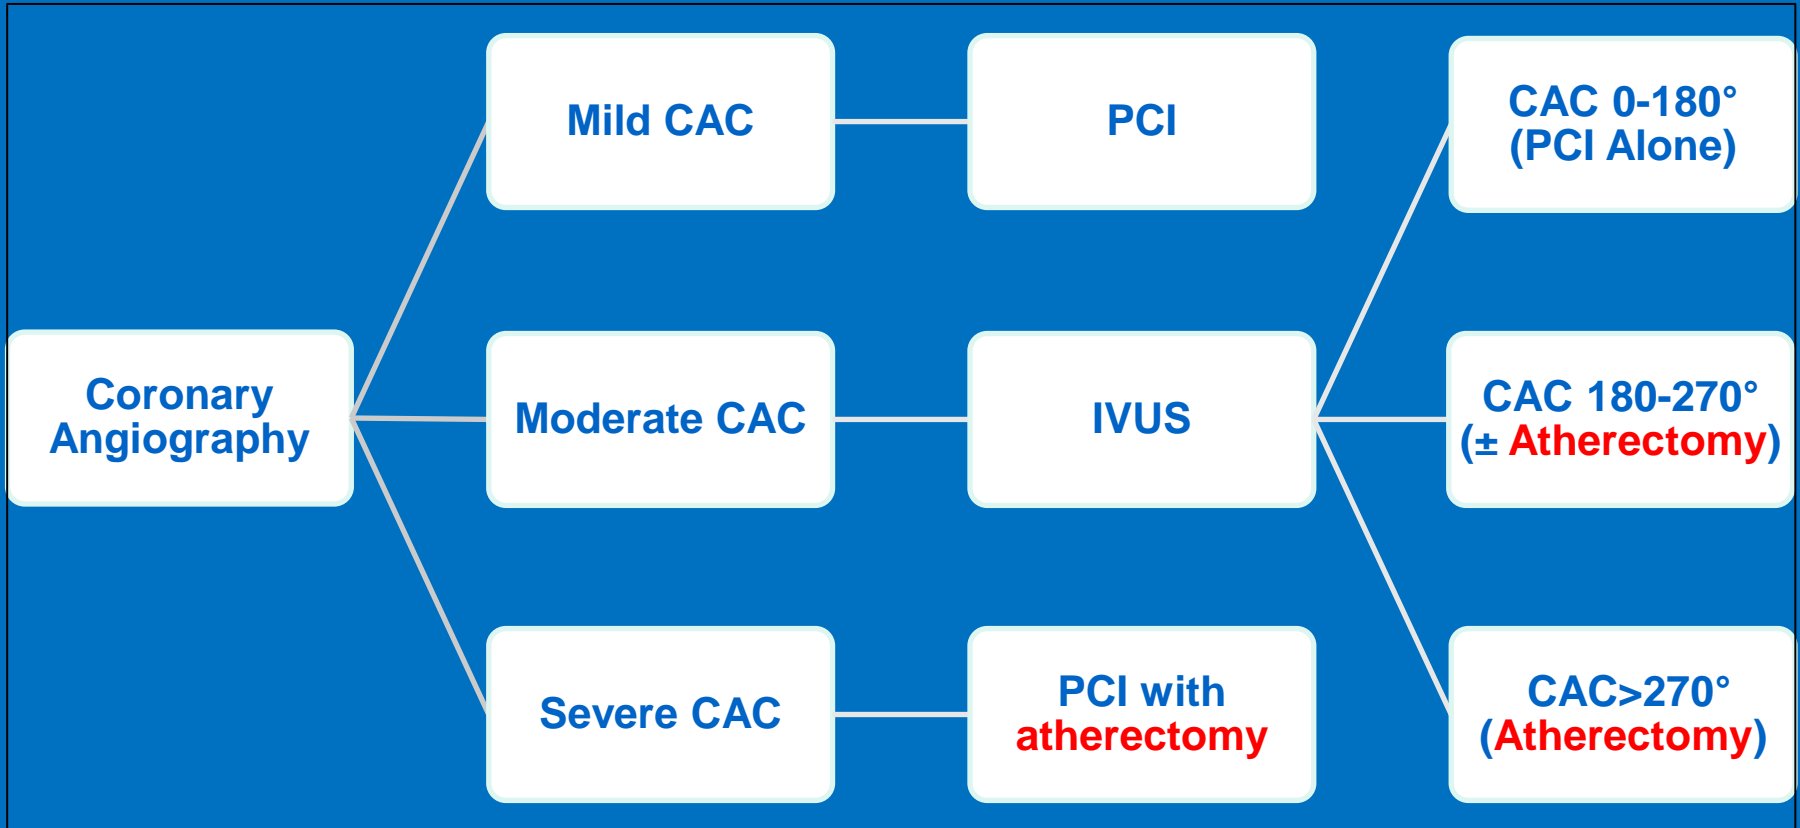 Mild CAC
PCI
CAC 0-180°
(PCI Alone)
Coronary
Angiography
Moderate CAC
IVUS
CAC 180-270°
(± Atherectomy)
Severe CAC
PCI with
atherectomy
CAC>270°
(Atherectomy)